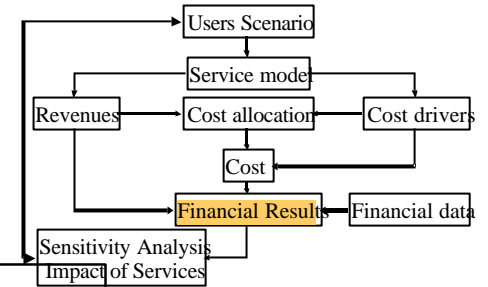 Users Scenario
Service model
Revenues
Cost allocation
Cost drivers
Cost
Financial Results
Financial data
Sensitivity Analysis
Impact of Services